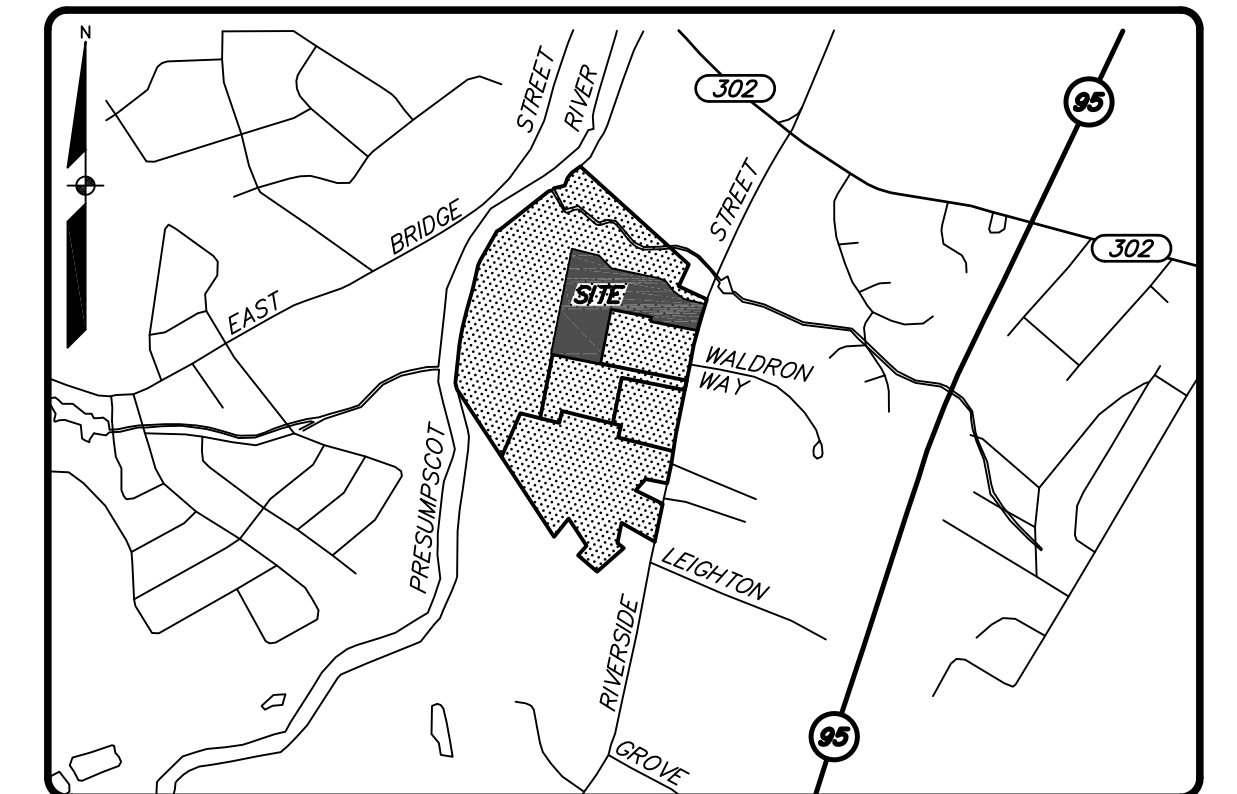 N
STREET
RIVER
302
95
STREET
BRIDGE
302
SITE
EAST
WALDRON
WAY
PRESUMPSCOT
LEIGHTON
RIVERSIDE
95
GROVE